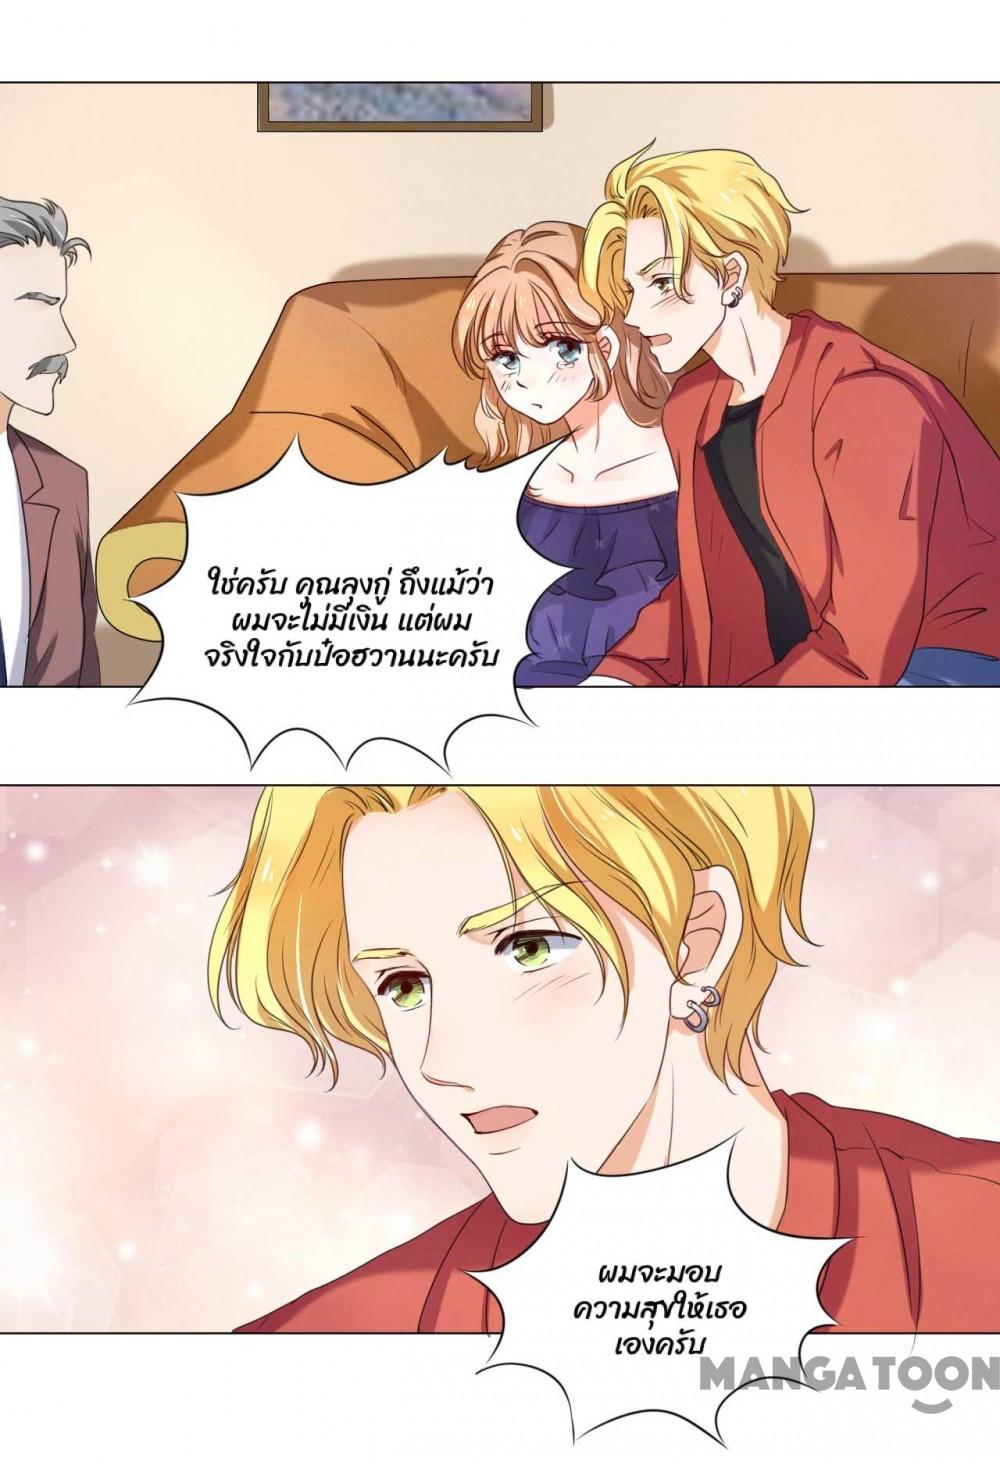 ใช่ครับ คุณลุงกู่ ถึงแม้ว่า
ผมจะไม่มีเงิน แต่ผม
จริงใจกับป๋อฮวานนะครับ
ผมจะมอบ
ความสุขให้เธอ
เองครับ
MANGATOON